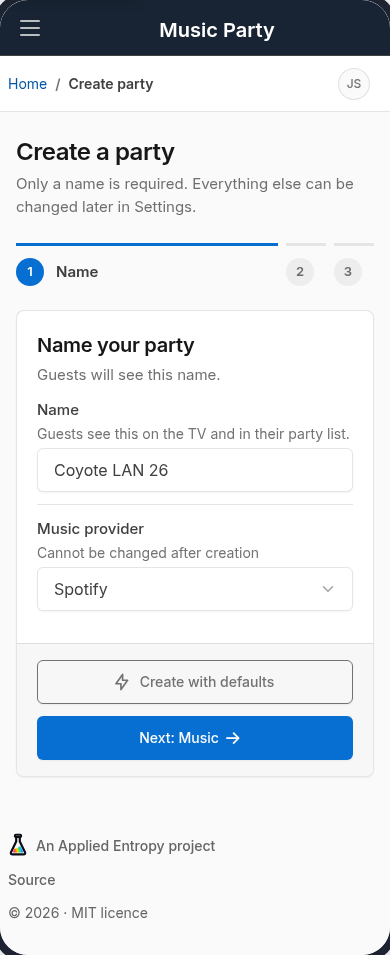 Music Party
Home / Create party
JS
Create a party
Only a name is required. Everything else can be
changed later in Settings.
1 Name 2 3
Name your party
Guests will see this name.
Name
Guests see this on the TV and in their party list.
Coyote LAN 26
Music provider
Cannot be changed after creation
Spotify
Create with defaults
Next: Music →
An Applied Entropy project
Source
© 2026 · MIT licence